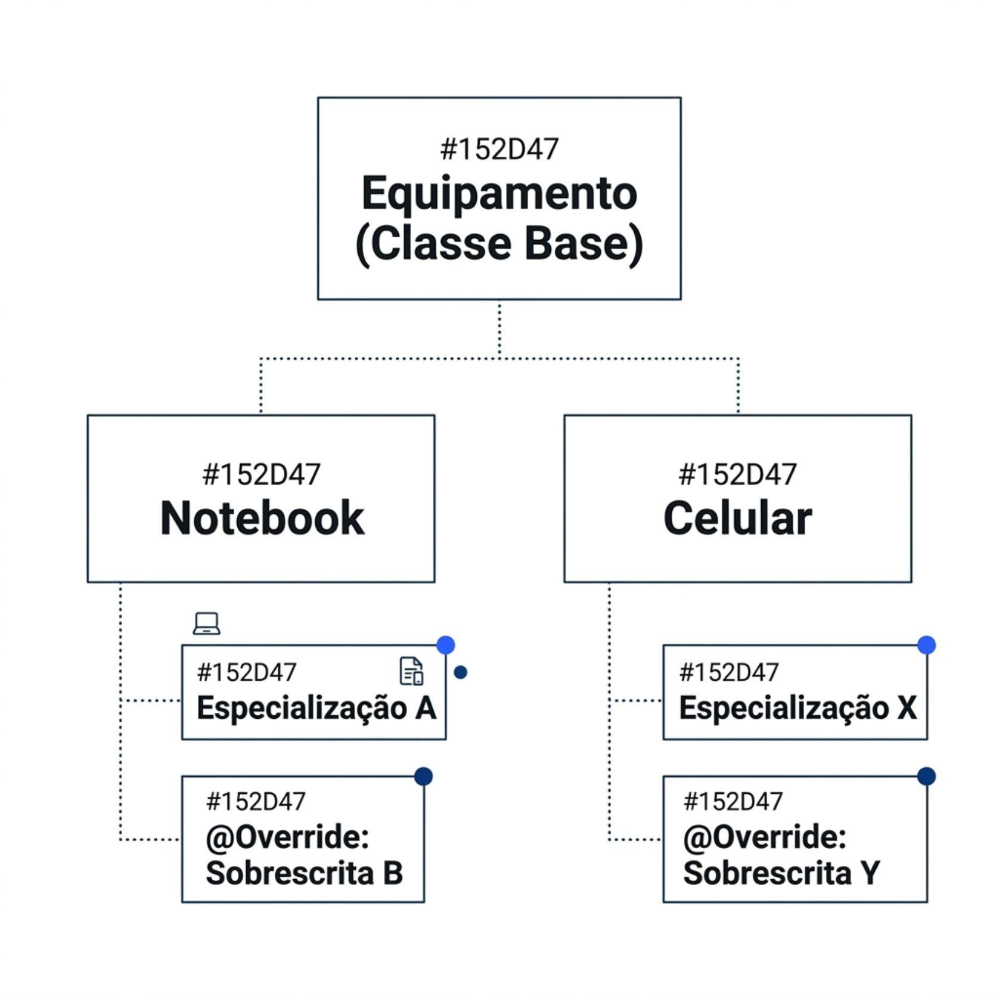 #152D47
Equipamento
(Classe Base)
#152D47
Notebook
#152D47
Especialização A
#152D47
@Override:
Sobrescrita B
#152D47
Celular
#152D47
Especialização X
#152D47
@Override:
Sobrescrita Y